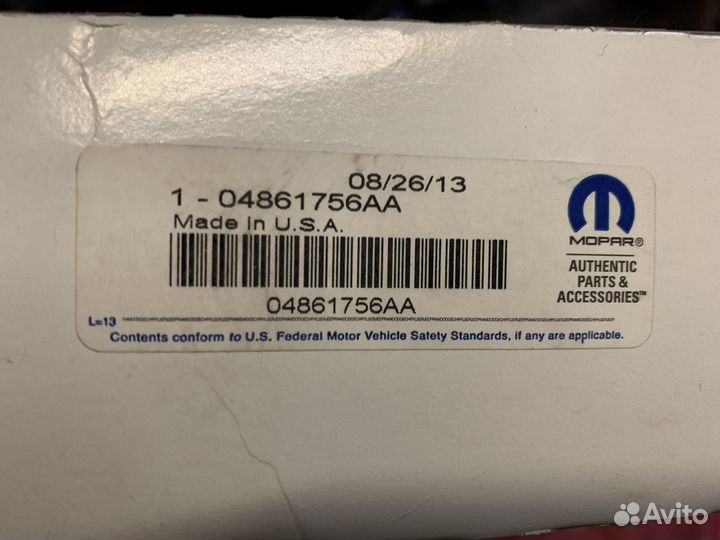 08/26/13
1 - 04861756AA
Made in U.S.A.
MOPAR®
AUTHENTIC
PARTS &
ACCESSORIES™
04861756AA
L=13
Contents conform to U.S. Federal Motor Vehicle Safety Standards, if any are applicable.
Avito